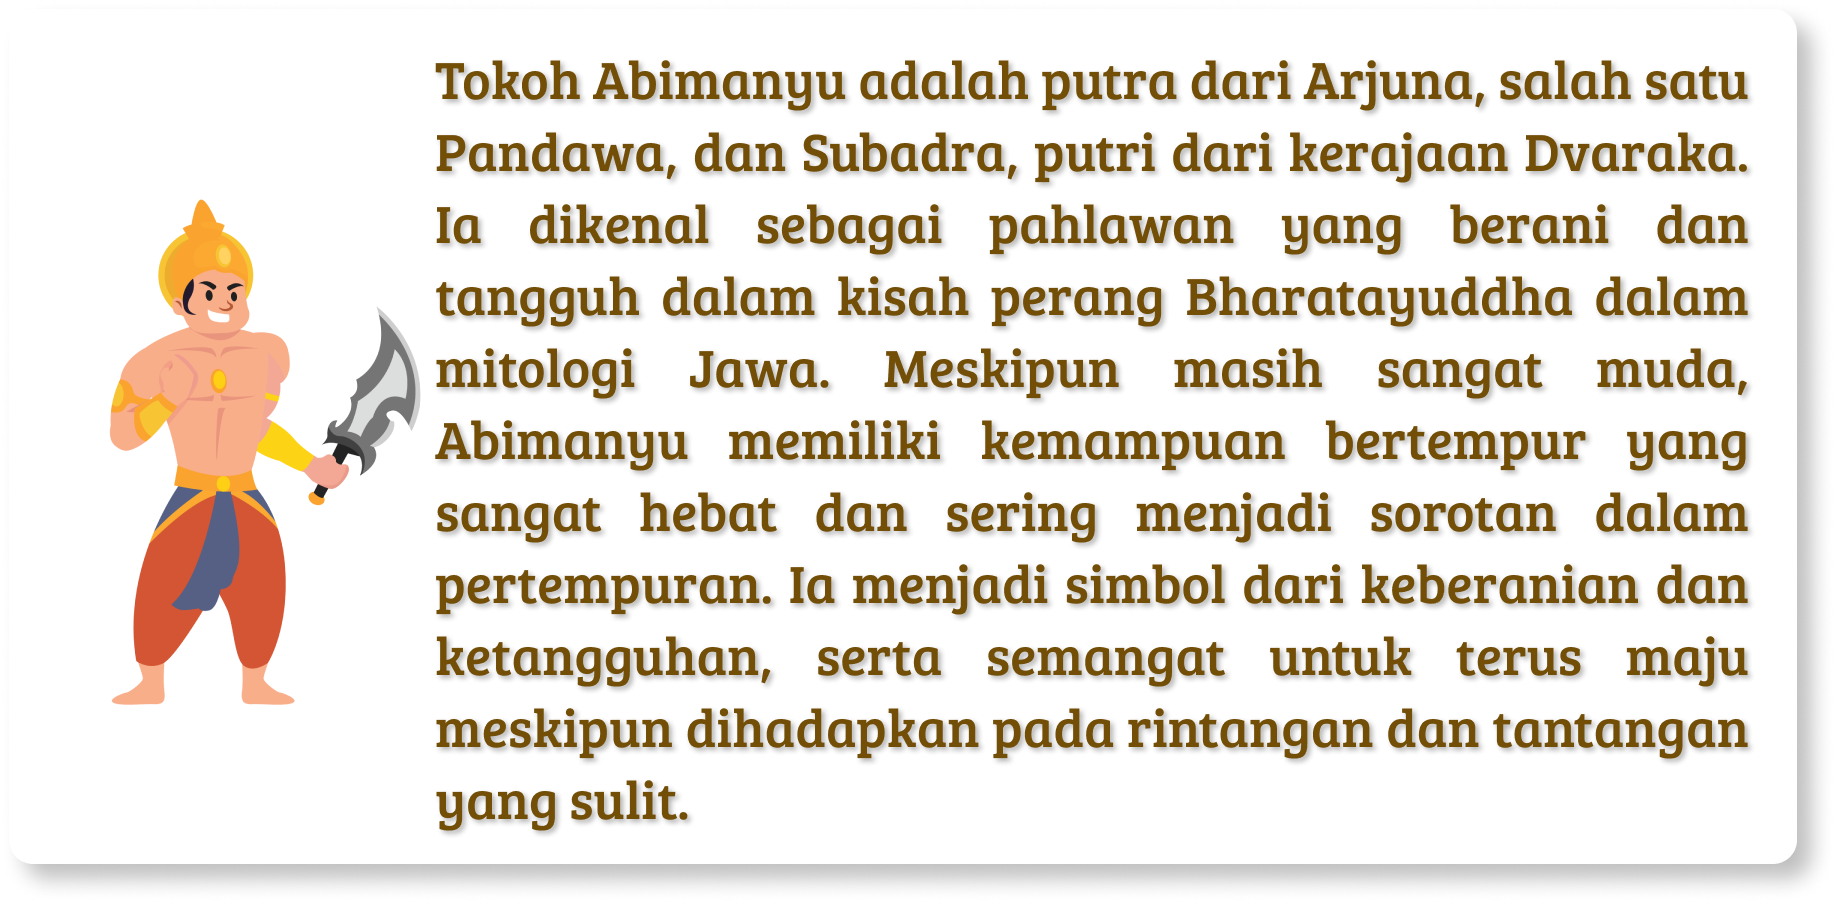 Tokoh Abimanyu adalah putra dari Arjuna, salah satu
Pandawa, dan Subadra, putri dari kerajaan Dvaraka.
Ia dikenal sebagai pahlawan yang berani dan
tangguh dalam kisah perang Bharatayuddha dalam
mitologi Jawa. Meskipun masih sangat muda,
Abimanyu memiliki kemampuan bertempur yang
sangat hebat dan sering menjadi sorotan dalam
pertempuran. Ia menjadi simbol dari keberanian dan
ketangguhan, serta semangat untuk terus maju
meskipun dihadapkan pada rintangan dan tantangan
yang sulit.